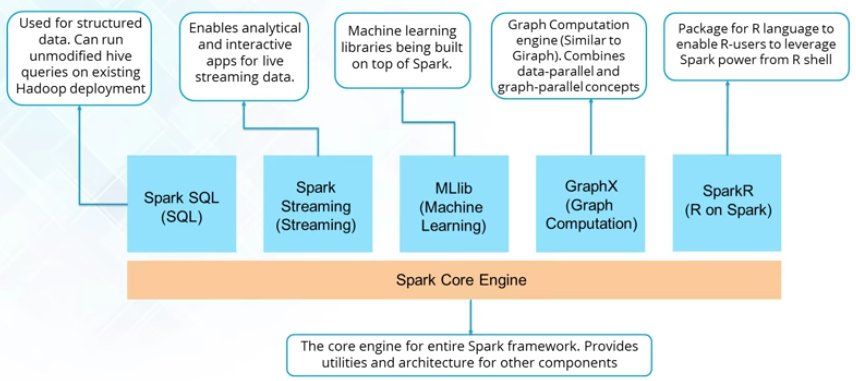 Used for structured
data. Can run
unmodified hive
queries on existing
Hadoop deployment
Enables analytical
and interactive
apps for live
streaming data.
Machine learning
libraries being built
on top of Spark.
Graph Computation
engine (Similar to
Giraph). Combines
data-parallel and
graph-parallel concepts
Package for R language to
enable R-users to leverage
Spark power from R shell
Spark SQL
(SQL)
Spark
Streaming
(Streaming)
MLlib
(Machine
Learning)
GraphX
(Graph
Computation)
SparkR
(R on Spark)
Spark Core Engine
The core engine for entire Spark framework. Provides
utilities and architecture for other components